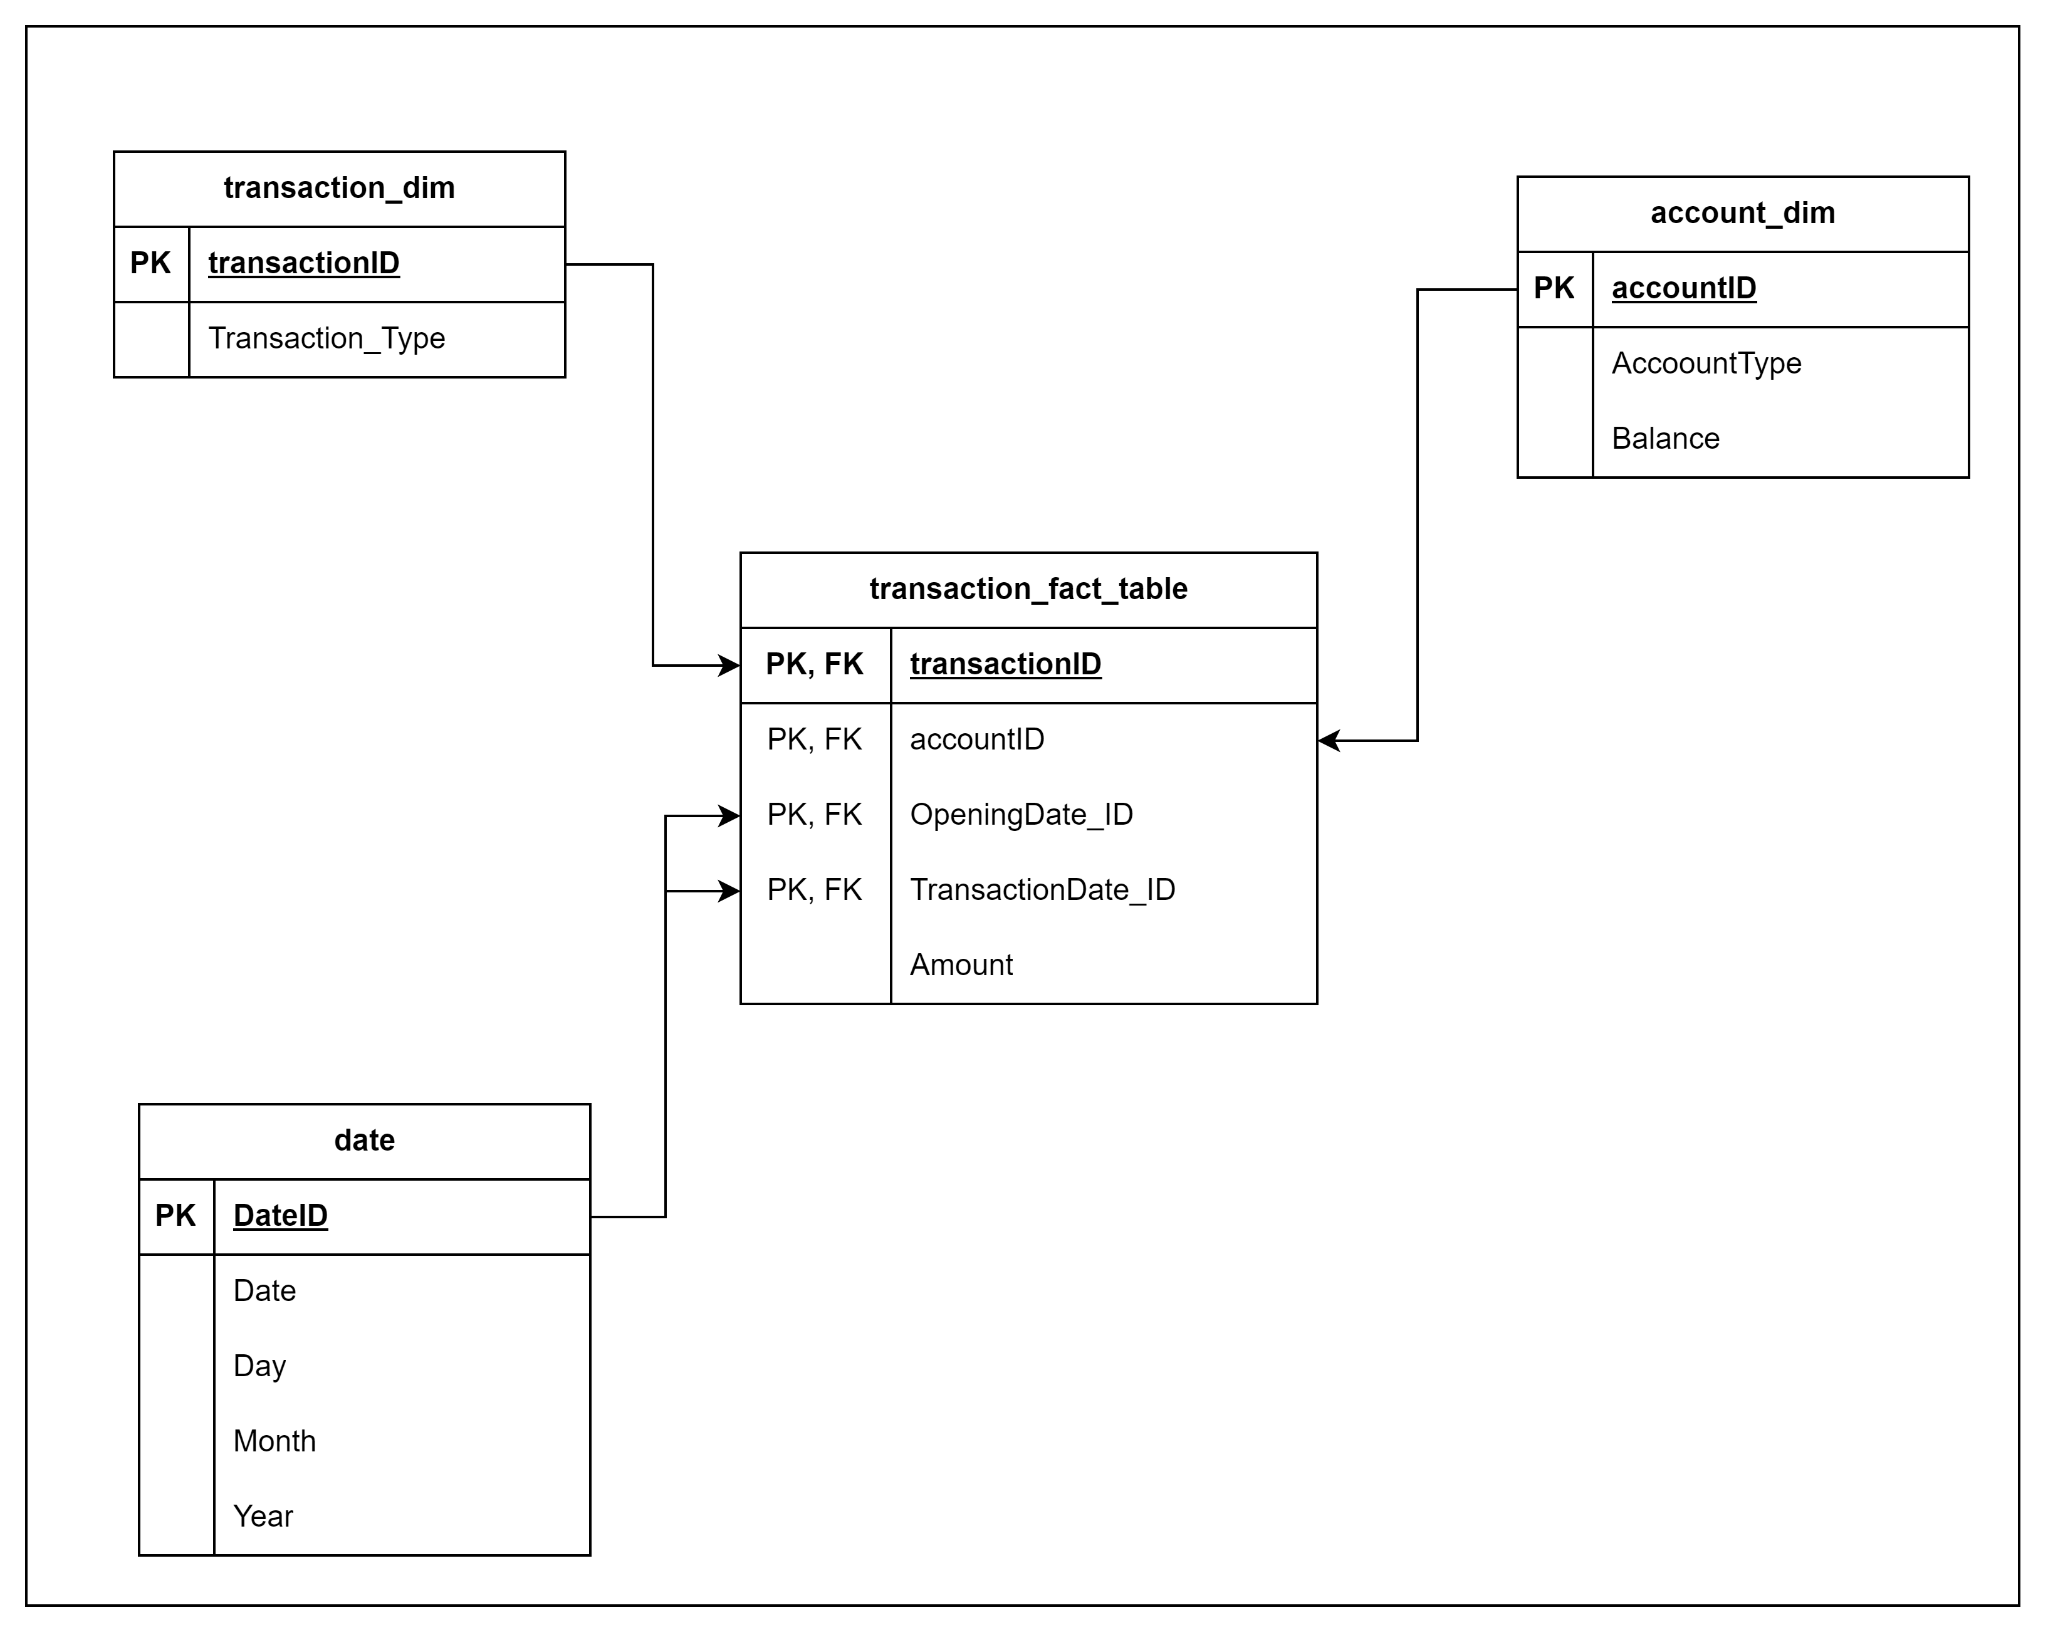 transaction_dim
PK transactionID
Transaction_Type
account_dim
PK accountID
AccoountType
Balance
transaction_fact_table
PK, FK transactionID
PK, FK accountID
PK, FK OpeningDate_ID
PK, FK TransactionDate_ID
Amount
date
PK DateID
Date
Day
Month
Year